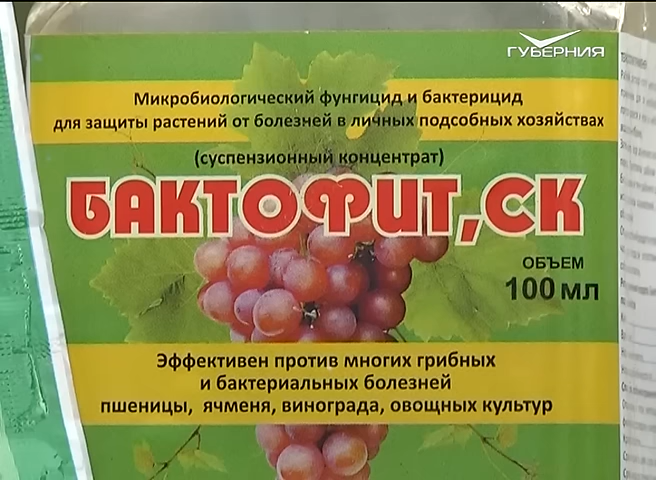 ГУБЕРНИЯ
Микробиологический фунгицид и бактерицид
для защиты растений от болезней в личных подсобных хозяйствах
(суспензионный концентрат)
БАКТОФИТ, СК
ОБЪЕМ
100 мл
Эффективен против многих грибных
и бактериальных болезней
пшеницы, ячменя, винограда, овощных культур